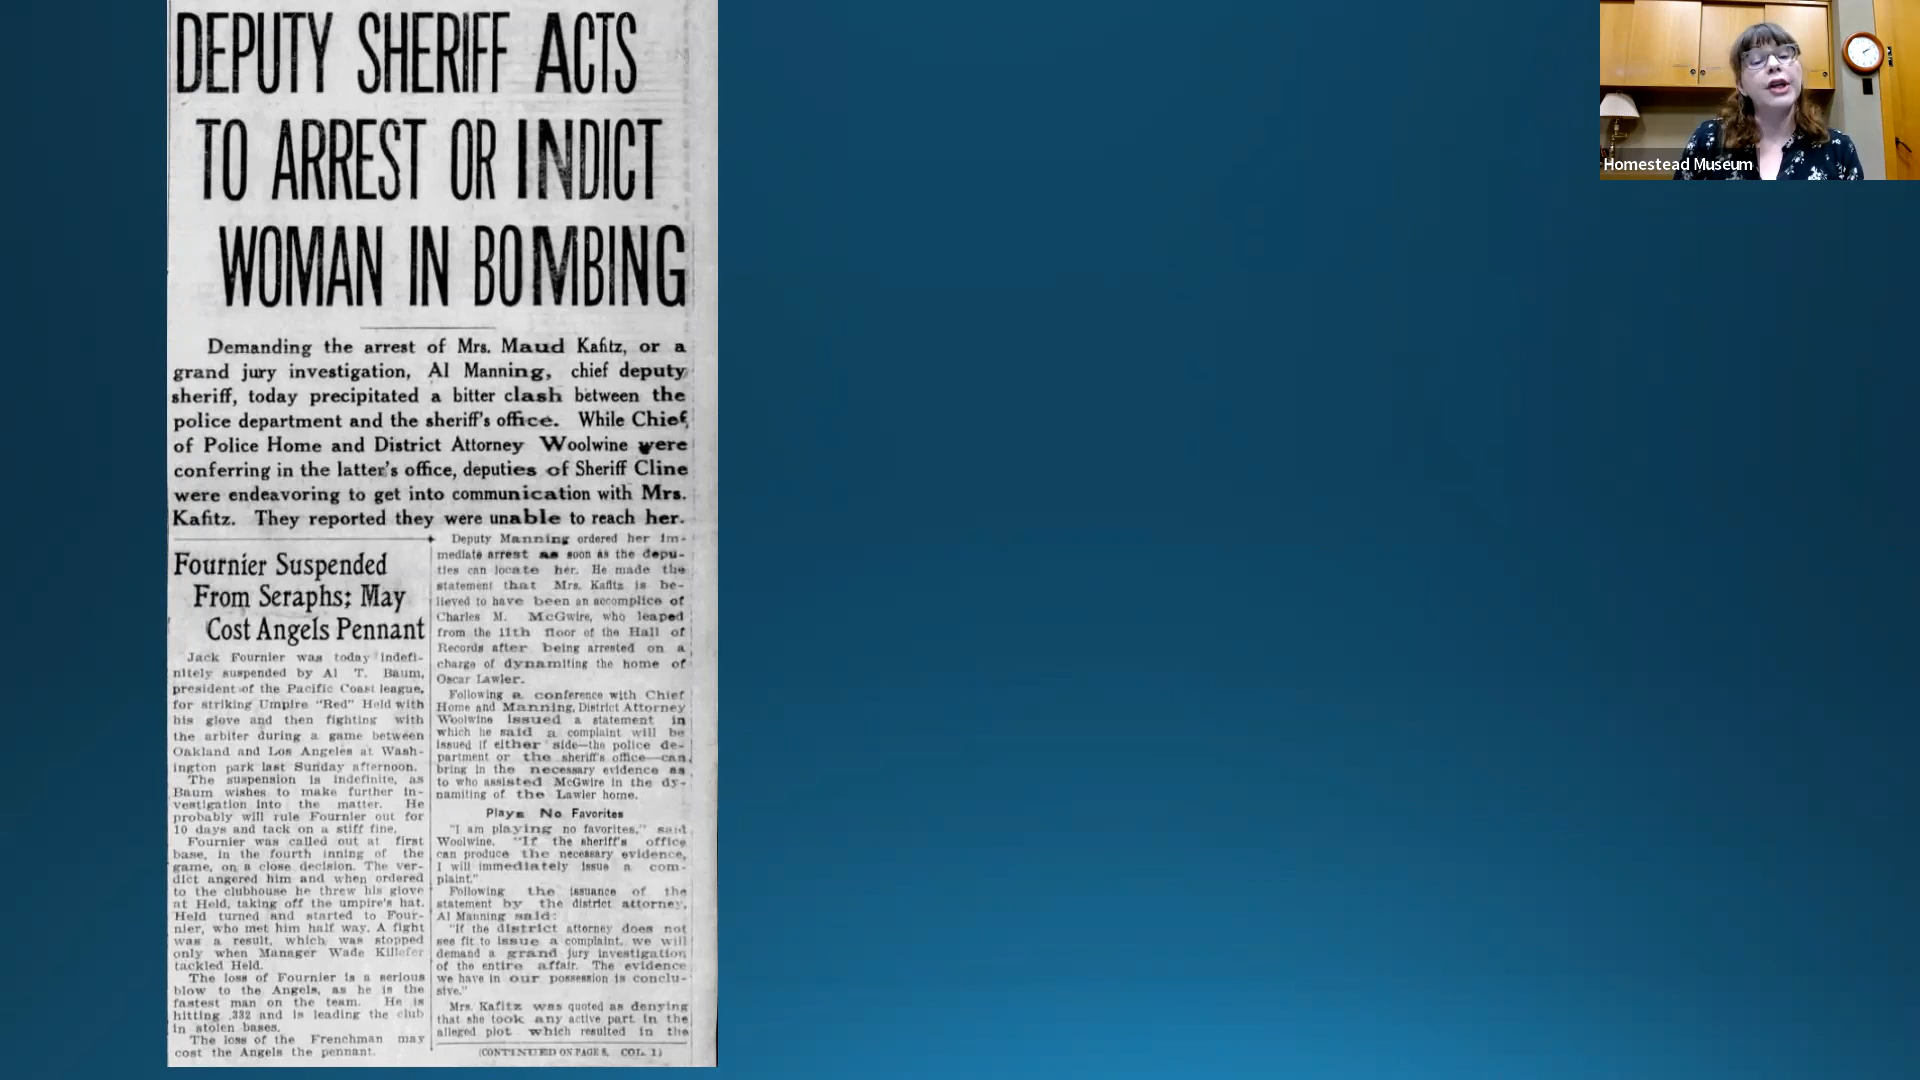 DEPUTY SHERIFF ACTS
TO ARREST OR INDICT
WOMAN IN BOMBING
Demanding the arrest of Mrs. Maud Kafitz, or a
grand jury investigation, Al Manning, chief deputy
sheriff, today precipitated a bitter clash between the
police department and the sheriff's office. While Chief
of Police Home and District Attorney Woolwine were
conferring in the latter's office, deputies of Sheriff Cline
were endeavoring to get into communication with Mrs.
Kafitz. They reported they were unable to reach her.
Fournier Suspended
From Seraphs; May
Cost Angels Pennant
Jack Fournier was today indefi-
nitely suspended by Al T. Baum,
president of the Pacific Coast league,
for striking Umpire "Red" Held with
his glove and then fighting with
the arbiter during a game between
Oakland and Los Angeles at Wash-
ington park last Sunday afternoon.
The suspension is indefinite, as
Baum wishes to make further in-
vestigation into the matter. He
probably will rule Fournier out for
10 days and tack on a stiff fine.
Fournier was called out at first
base, in the fourth inning of the
game, on a close decision. The ver-
dict angered him and when ordered
to the clubhouse he threw his glove
at Held, taking off the umpire's hat.
Held turned and started to Four-
nier, who met him half way. A fight
was a result, which was stopped
only when Manager Wade Killefer
tackled Held.
The loss of Fournier is a serious
blow to the Angels, as he is the
fastest man on the team. He is
hitting .332 and is leading the club
in stolen bases.
The loss of the Frenchman may
cost the Angels the pennant.
Deputy Manning ordered her im-
mediate arrest as soon as the depu-
ties can locate her. He made the
statement that Mrs. Kafitz is be-
lieved to have been an accomplice of
Charles M. McGwire, who leaped
from the 11th floor of the Hall of
Records after being arrested on a
charge of dynamiting the home of
Oscar Lawler.
Following a conference with Chief
Home and Manning, District Attorney
Woolwine issued a statement in
which he said a complaint will be
issued if either side—the police de-
partment or the sheriff's office—can
bring in the necessary evidence as
to who assisted McGwire in the dy-
namiting of the Lawler home.
Plays No Favorites
"I am playing no favorites," said
Woolwine. "If the sheriff's office
can produce the necessary evidence,
I will immediately issue a com-
plaint."
Following the issuance of the
statement by the district attorney,
Al Manning said:
"If the district attorney does not
see fit to issue a complaint, we will
demand a grand jury investigation
of the entire affair. The evidence
we have in our possession is conclu-
sive."
Mrs. Kafitz was quoted as denying
that she took any active part in the
alleged plot which resulted in the
(CONTINUED ON PAGE 8, COL. 1)
Homestead Museum